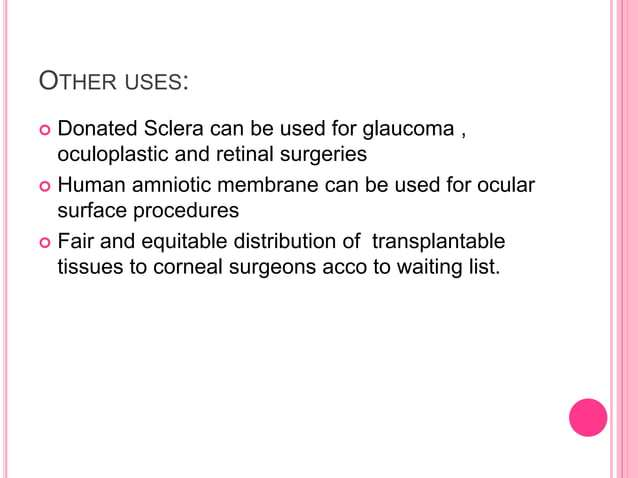 OTHER USES:
Donated Sclera can be used for glaucoma ,
oculoplastic and retinal surgeries
Human amniotic membrane can be used for ocular
surface procedures
Fair and equitable distribution of  transplantable
tissues to corneal surgeons acco to waiting list.